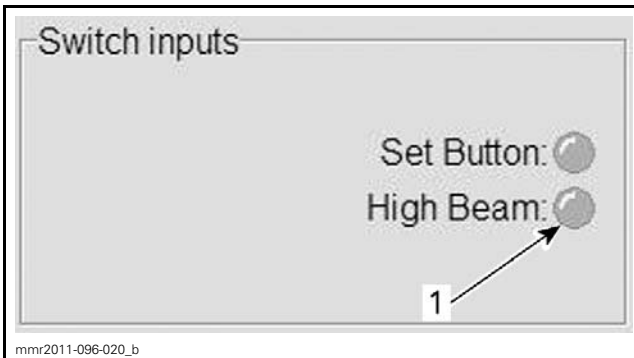 Switch inputs
Set Button:
High Beam:
1
mmr2011-096-020_b